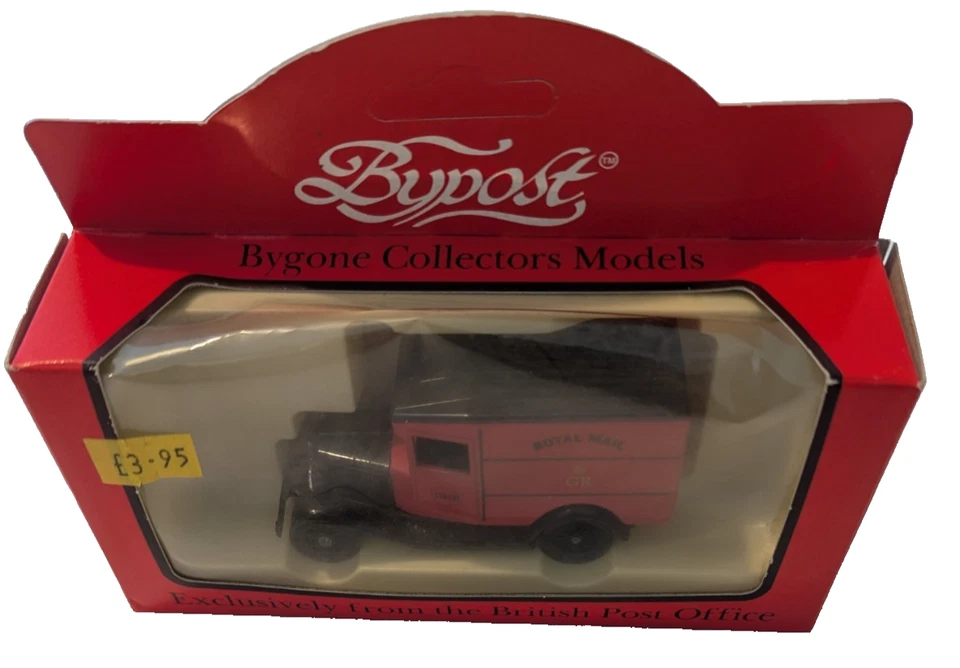 Bypost™
Bygone Collectors Models
£3-95
ROYAL MAIL
GR
Exclusively from the British Post Office